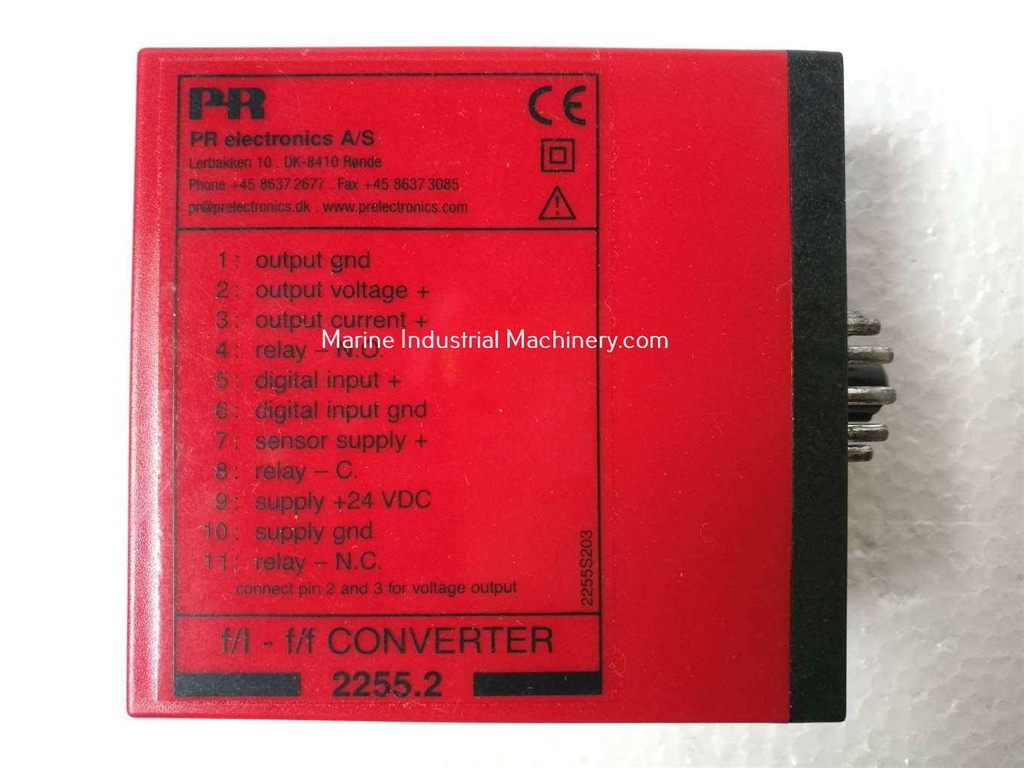 PR
CE
PR electronics A/S
Lerbakken 10 . DK-8410 Rønde
Phone +45 8637 2677 . Fax +45 8637 3085
pr@prelectronics.dk . www.prelectronics.com
1 : output gnd
2 : output voltage +
3 : output current +
Marine Industrial Machinery.com
4 : relay – N.O.
5 : digital input +
6 : digital input gnd
7 : sensor supply +
8 : relay – C.
9 : supply +24 VDC
10 : supply gnd
11 : relay – N.C.
connect pin 2 and 3 for voltage output
2255S203
f/I - f/f CONVERTER
2255.2